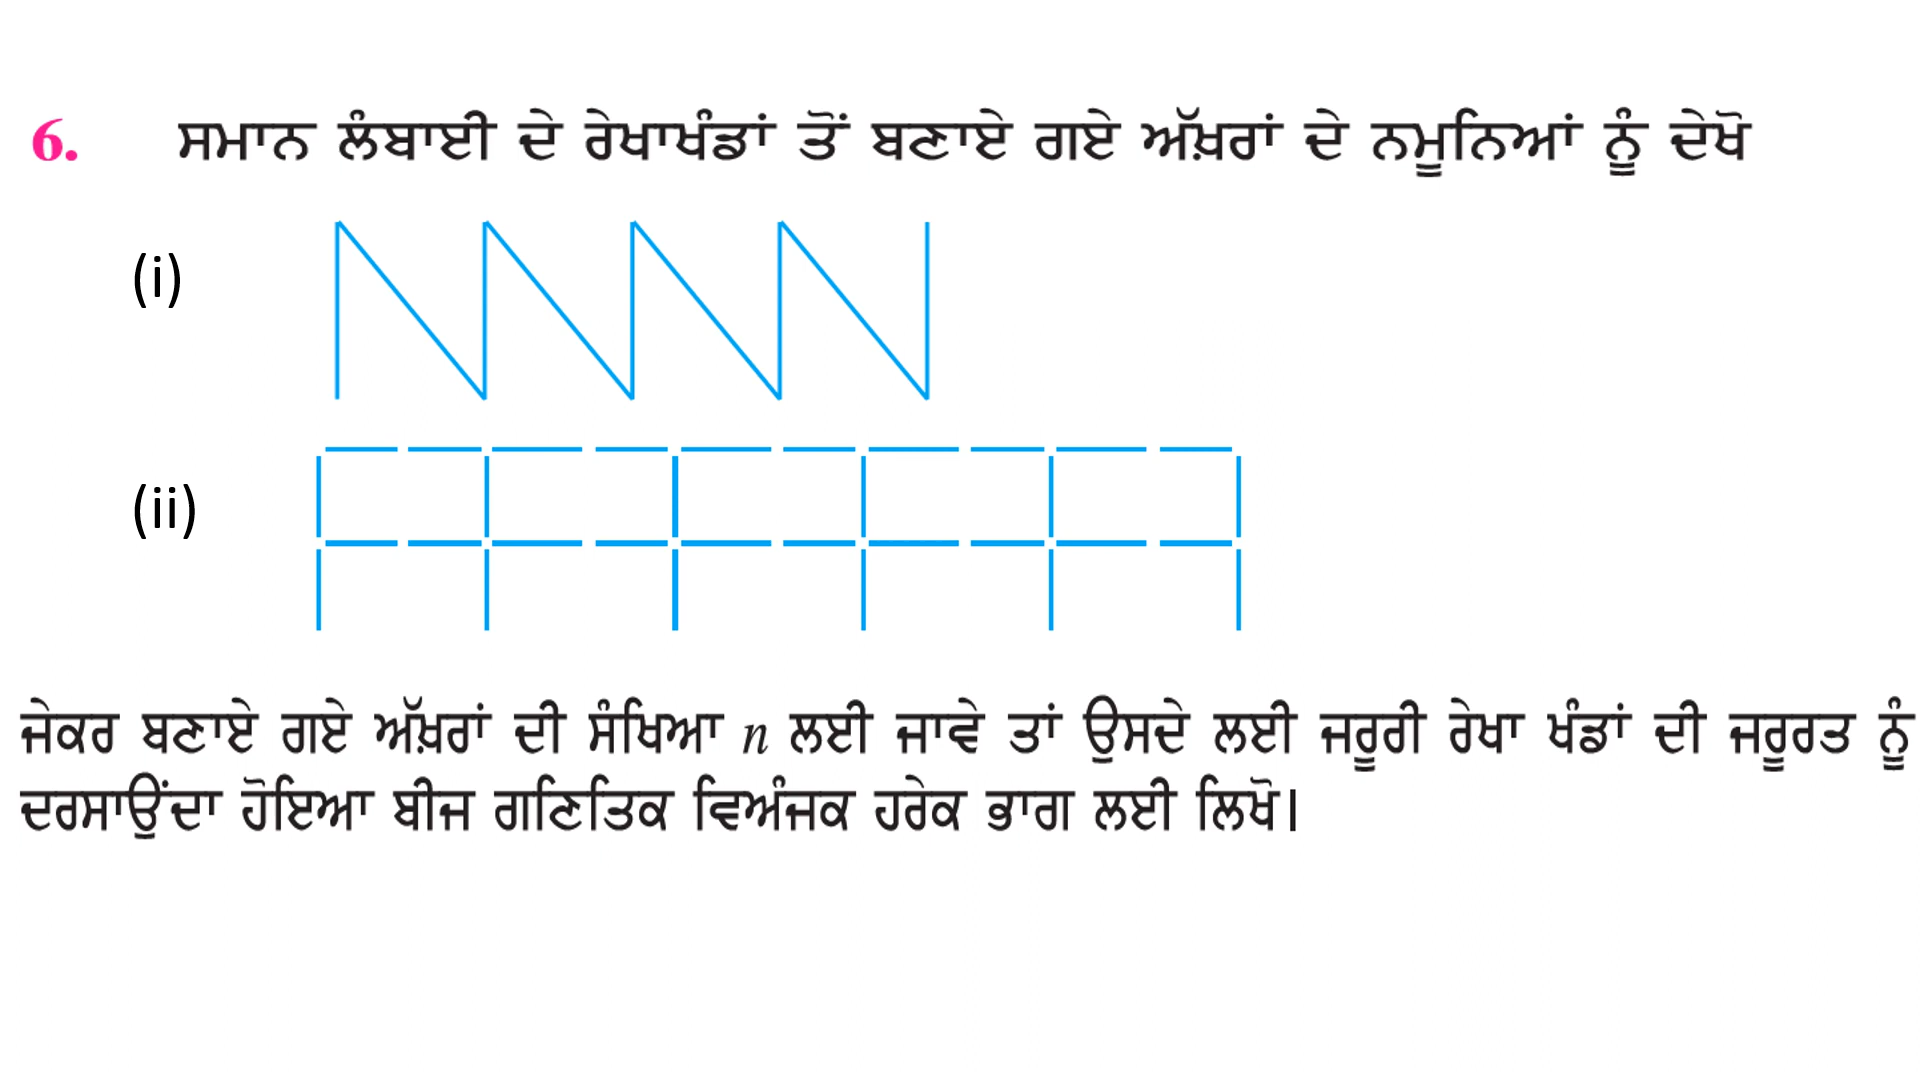 6. ਸਮਾਨ ਲੰਬਾਈ ਦੇ ਰੇਖਾਖੰਡਾਂ ਤੋਂ ਬਣਾਏ ਗਏ ਅੱਖ਼ਰਾਂ ਦੇ ਨਮੂਨਿਆਂ ਨੂੰ ਦੇਖੋ
(i)
(ii)
ਜੇਕਰ ਬਣਾਏ ਗਏ ਅੱਖ਼ਰਾਂ ਦੀ ਸੰਖਿਆ n ਲਈ ਜਾਵੇ ਤਾਂ ਉਸਦੇ ਲਈ ਜਰੂਰੀ ਰੇਖਾ ਖੰਡਾਂ ਦੀ ਜਰੂਰਤ ਨੂੰ
ਦਰਸਾਉਂਦਾ ਹੋਇਆ ਬੀਜ ਗਣਿਤਿਕ ਵਿਅੰਜਕ ਹਰੇਕ ਭਾਗ ਲਈ ਲਿਖੋ।